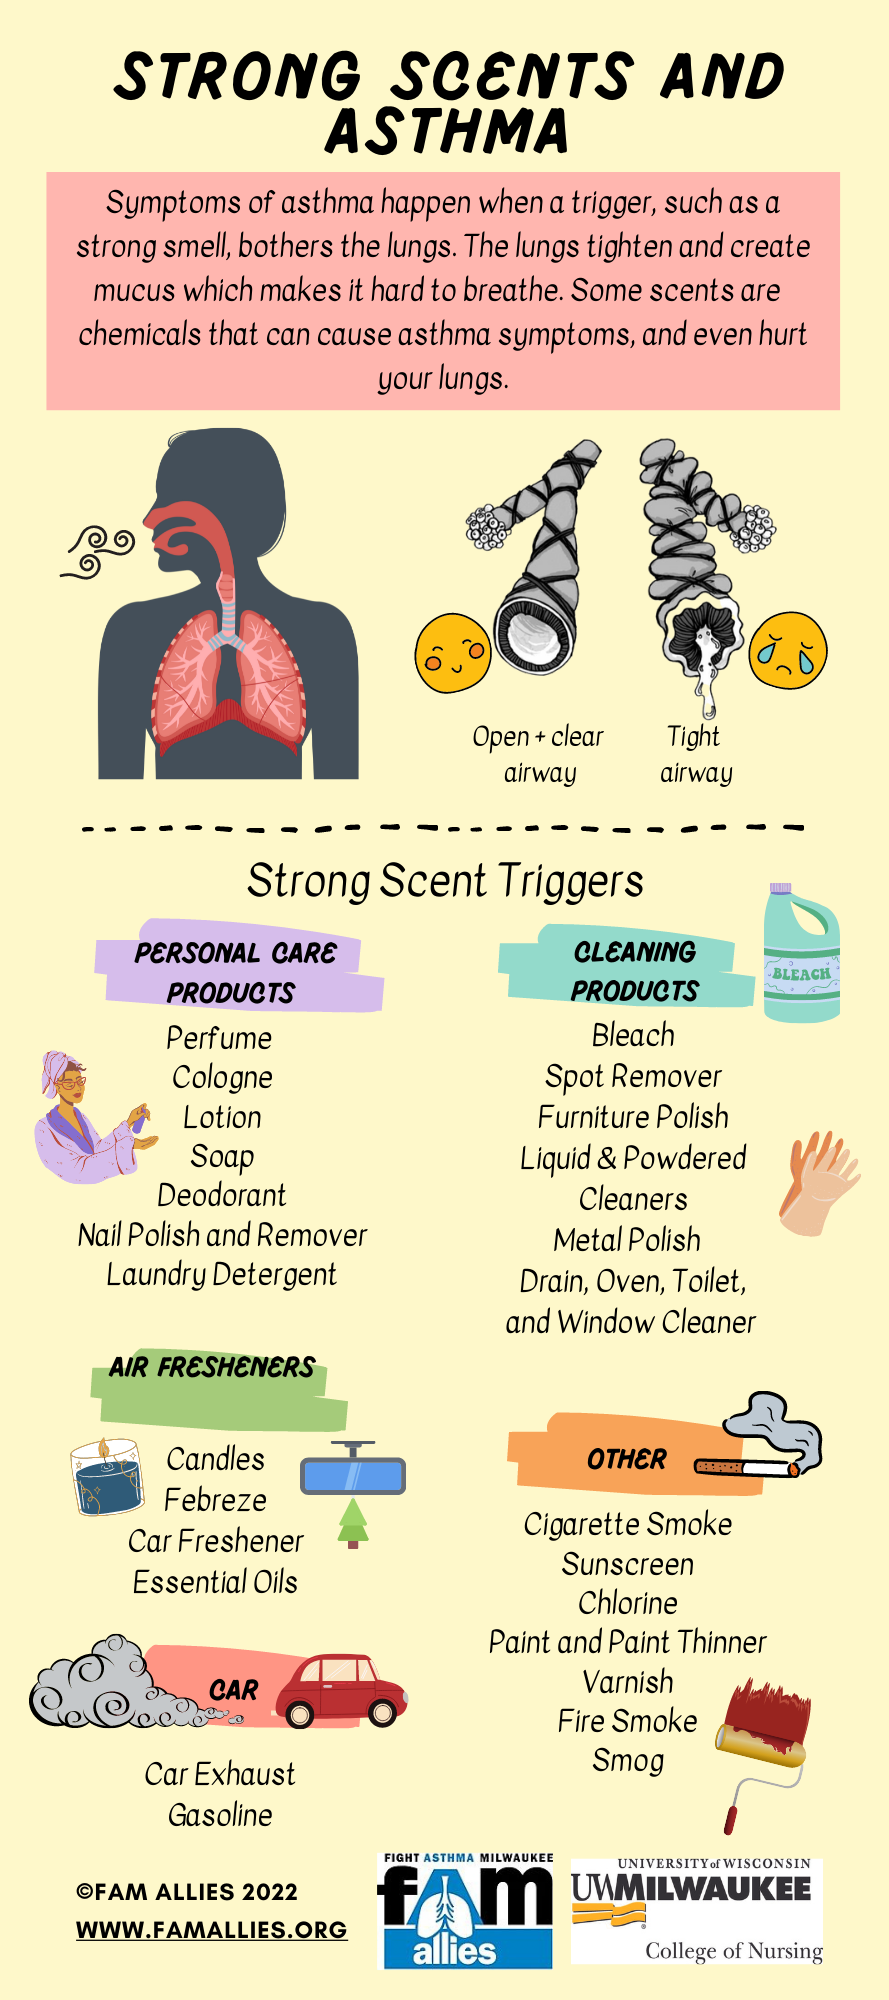 STRONG SCENTS AND
ASTHMA
Symptoms of asthma happen when a trigger, such as a
strong smell, bothers the lungs. The lungs tighten and create
mucus which makes it hard to breathe. Some scents are
chemicals that can cause asthma symptoms, and even hurt
your lungs.
Open + clear
airway
Tight
airway
Strong Scent Triggers
PERSONAL CARE
PRODUCTS
Perfume
Cologne
Lotion
Soap
Deodorant
Nail Polish and Remover
Laundry Detergent
CLEANING
PRODUCTS
BLEACH
Bleach
Spot Remover
Furniture Polish
Liquid & Powdered
Cleaners
Metal Polish
Drain, Oven, Toilet,
and Window Cleaner
AIR FRESHENERS
Candles
Febreze
Car Freshener
Essential Oils
OTHER
Cigarette Smoke
Sunscreen
Chlorine
Paint and Paint Thinner
Varnish
Fire Smoke
Smog
CAR
Car Exhaust
Gasoline
©FAM ALLIES 2022
WWW.FAMALLIES.ORG
FIGHT ASTHMA MILWAUKEE
fAm
allies
UNIVERSITY of WISCONSIN
UWMILWAUKEE
®
College of Nursing